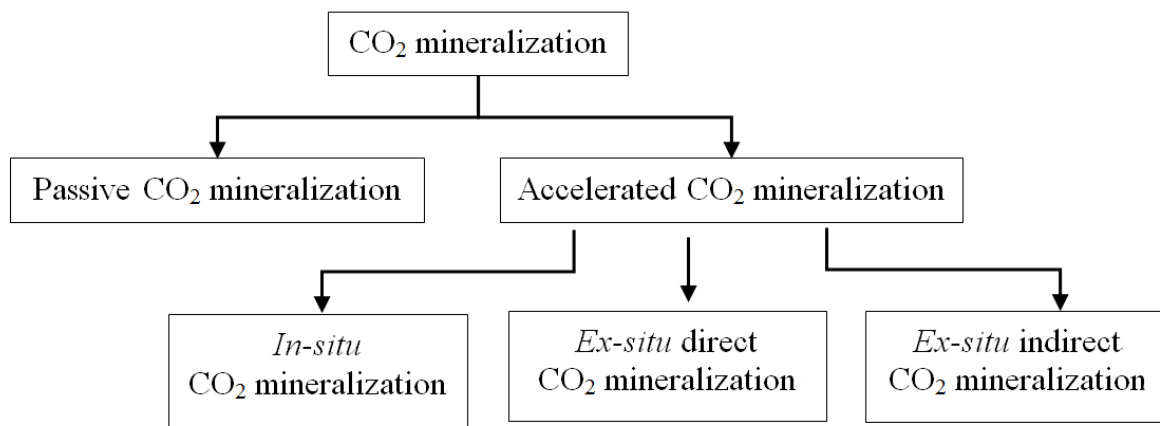 CO₂ mineralization
Passive CO₂ mineralization
Accelerated CO₂ mineralization
In-situ
CO₂ mineralization
Ex-situ direct
CO₂ mineralization
Ex-situ indirect
CO₂ mineralization